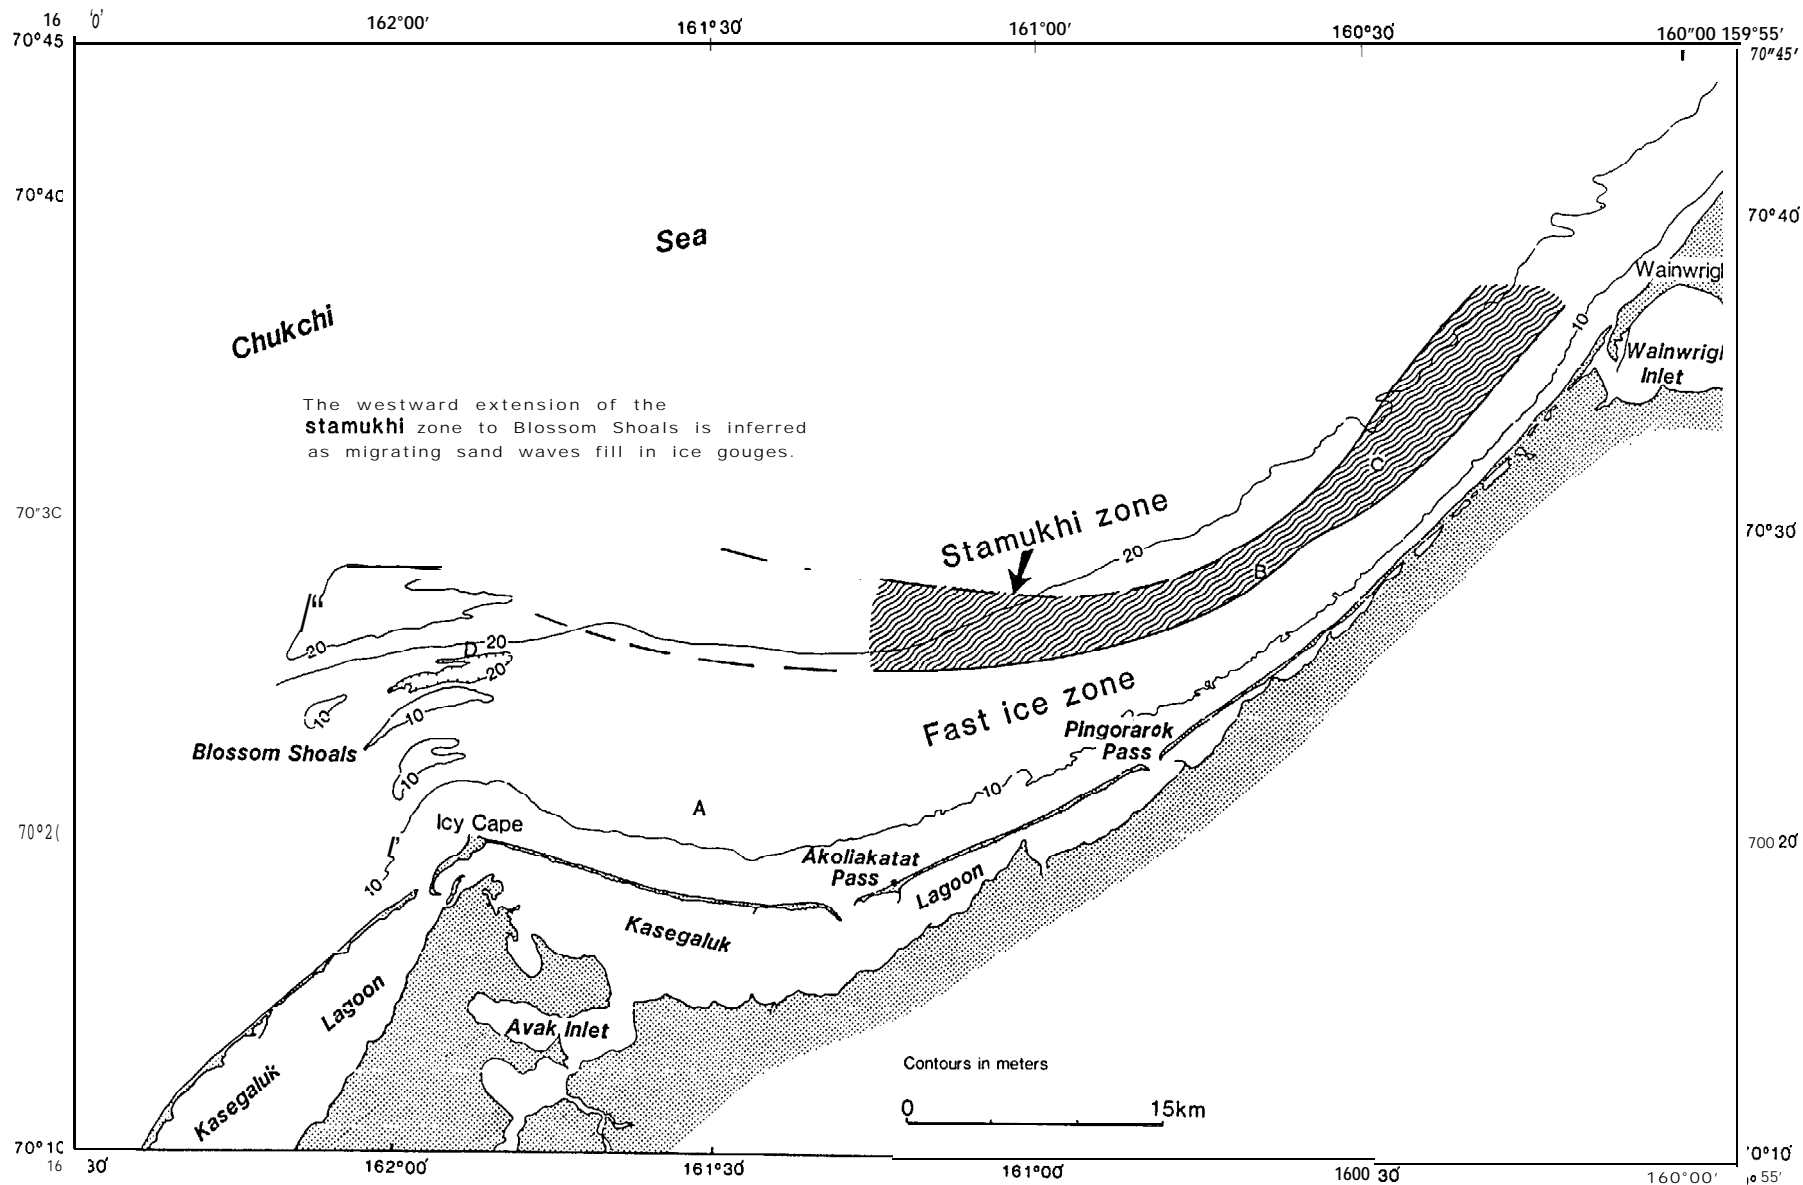 16 '0' 162°00' 161°30' 161°00' 160°30' 160"00 159°55'
70°45
70"45'
70°4C
70°40'
Wainwrigl
Sea
Chukchi
10
Wainwrigl
Inlet
The westward extension of the
stamukhi zone to Blossom Shoals is inferred
as migrating sand waves fill in ice gouges.
C
70"3C
Stamukhi zone
70°30'
20
B
20
D 20
20
Fast ice zone
10
10
Pingorarok
Pass
Blossom Shoals
10
10
A
Icy Cape
70°2(
700 20'
Akoliakatat
Pass
10
Lagoon
Kasegaluk
Lagoon
Avak Inlet
Contours in meters
Kasegaluk
0 15km
70°10
'0°10'
16 30' 162°00' 161°30 161°00' 1600 30' 160°00' 55'